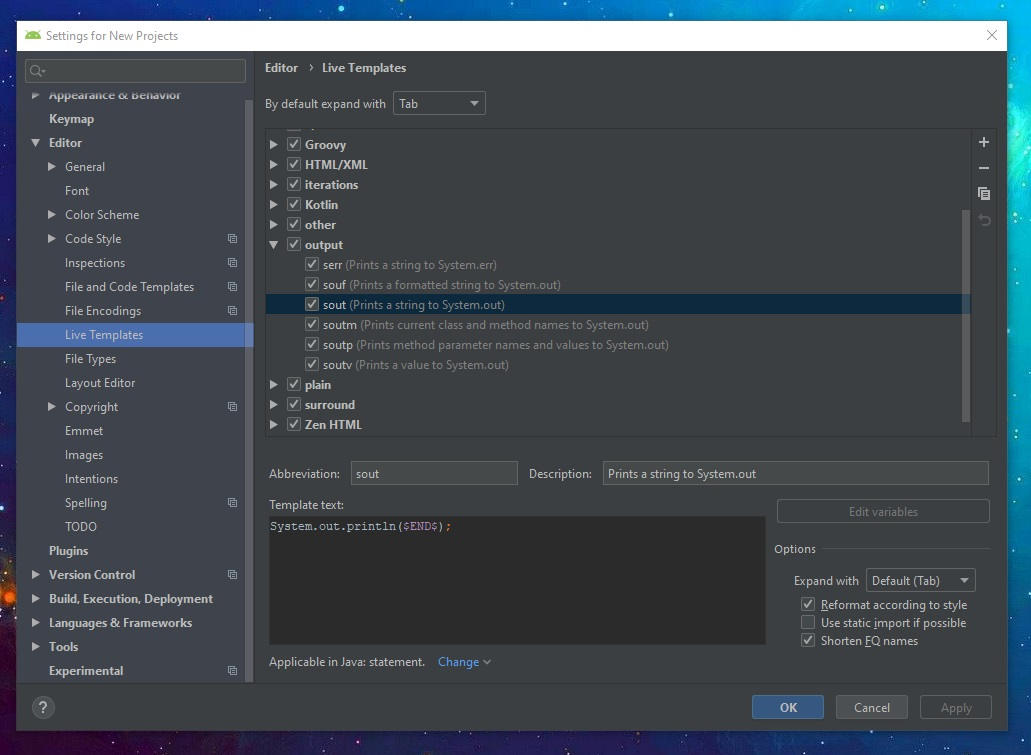 Settings for New Projects
Appearance & Behavior
Keymap
Editor
General
Font
Color Scheme
Code Style
Inspections
File and Code Templates
File Encodings
Live Templates
File Types
Layout Editor
Copyright
Emmet
Images
Intentions
Spelling
TODO
Plugins
Version Control
Build, Execution, Deployment
Languages & Frameworks
Tools
Experimental
Editor › Live Templates
By default expand with Tab
Groovy
HTML/XML
iterations
Kotlin
other
output
serr (Prints a string to System.err)
souf (Prints a formatted string to System.out)
sout (Prints a string to System.out)
soutm (Prints current class and method names to System.out)
soutp (Prints method parameter names and values to System.out)
soutv (Prints a value to System.out)
plain
surround
Zen HTML
Abbreviation: sout Description: Prints a string to System.out
Template text:
System.out.println($END$);
Edit variables
Options
Expand with Default (Tab)
Reformat according to style
Use static import if possible
Shorten FQ names
Applicable in Java: statement. Change
? OK Cancel Apply